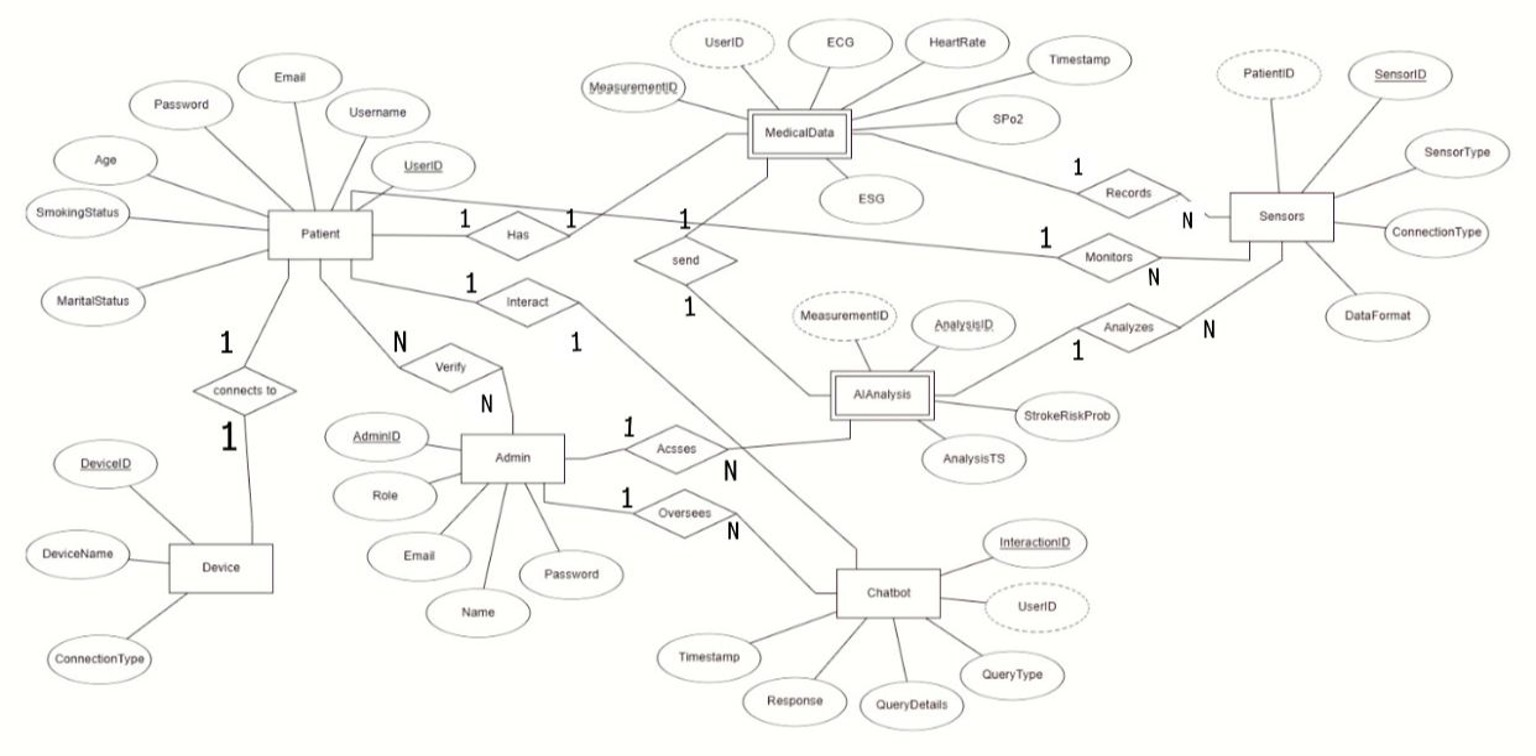 UserID
ECG
HeartRate
Timestamp
MeasurementID
SPo2
MedicalData
ESG
PatientID
SensorID
SensorType
ConnectionType
DataFormat
Sensors
Email
Password
Username
Age
UserID
SmokingStatus
MaritalStatus
Patient
1
Has
1
1
Records
N
1
Monitors
N
1
send
1
1
Interact
1
1
Analyzes
N
N
Verify
N
1
connects to
1
MeasurementID
AnalysisID
AIAnalysis
StrokeRiskProb
AnalysisTS
AdminID
Role
Email
Name
Password
Admin
1
Acsses
N
1
Oversees
N
DeviceID
DeviceName
Device
ConnectionType
InteractionID
Chatbot
UserID
Timestamp
Response
QueryDetails
QueryType